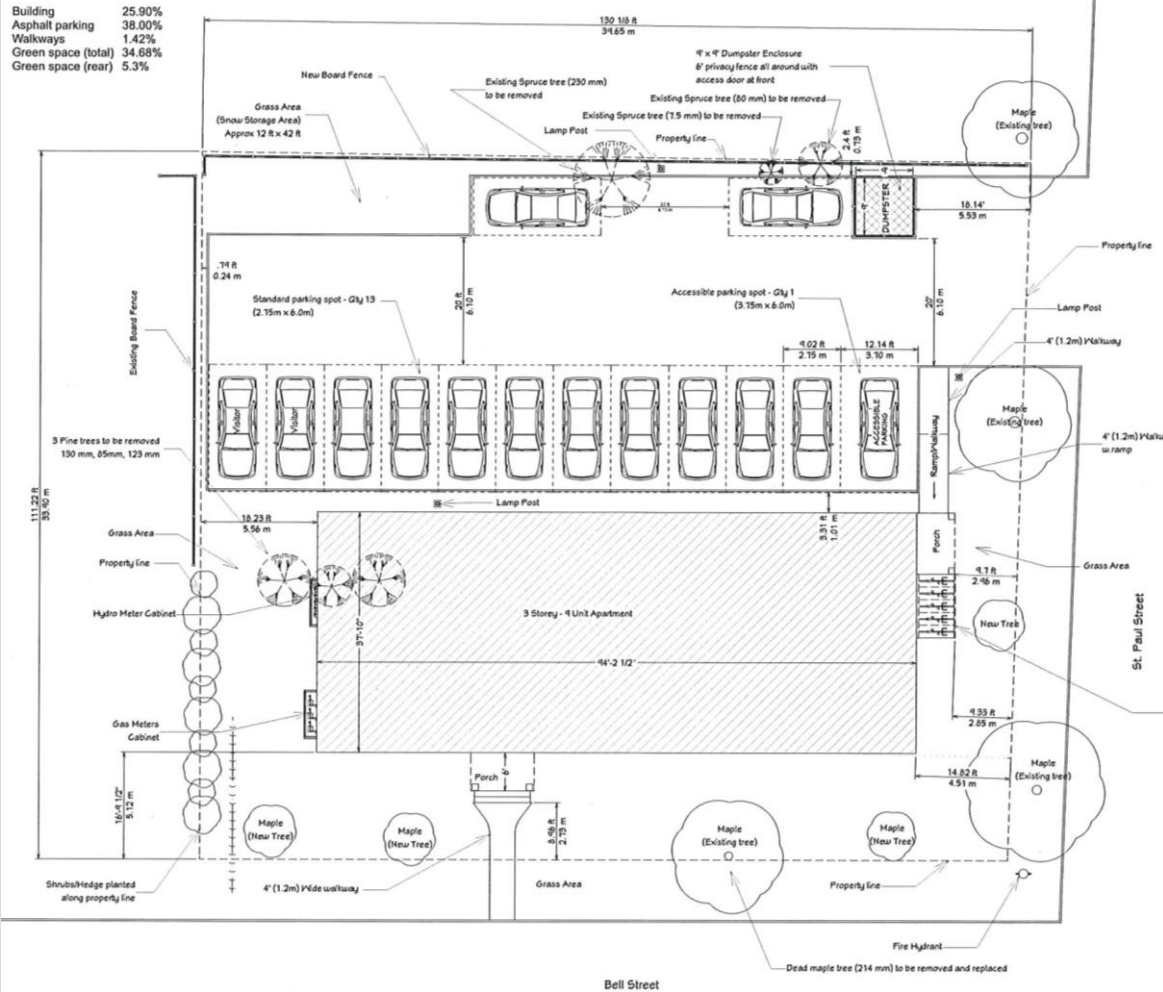 Building 25.90%
Asphalt parking 38.00%
Walkways 1.42%
Green space (total) 34.68%
Green space (rear) 5.3%
130 1/8 ft
39.65 m
9' x 9' Dumpster Enclosure
6' privacy fence all around with
access door at front
New Board Fence
Existing Spruce tree (230 mm)
to be removed
Existing Spruce tree (80 mm) to be removed
Grass Area
(Snow Storage Area)
Approx 12 ft x 42 ft
Existing Spruce tree (7.5 mm) to be removed
Lamp Post
Property line
2.4 ft
0.73 m
Maple
(Existing tree)
9'
DUMPSTER
18.14'
5.53 m
Property line
.79 ft
0.24 m
Standard parking spot - Qty 13
(2.75m x 6.0m)
20 ft
6.10 m
Accessible parking spot - Qty 1
(3.75m x 6.0m)
20'
6.10 m
Lamp Post
4' (1.2m) Walkway
Existing Board Fence
9.02 ft
2.75 m
12.14 ft
3.70 m
Visitor
Visitor
ACCESSIBLE
PARKING
Ramp/Walkway
Maple
(Existing tree)
3 Pine trees to be removed
130 mm, 85mm, 123 mm
4' (1.2m) Walkw
w.ramp
111.22 ft
33.90 m
Lamp Post
18.23 ft
5.56 m
3.31 ft
1.01 m
Grass Area
Property line
Porch
Grass Area
9.7 ft
2.96 m
Hydro Meter Cabinet
37'-10"
3 Storey - 9 Unit Apartment
New Tree
St. Paul Street
94'-2 1/2"
Gas Meters
Cabinet
9.33 ft
2.85 m
Porch
6'
14.82 ft
4.51 m
Maple
(Existing tree)
16'-9 1/2"
5.12 m
Maple
(New Tree)
Maple
(New Tree)
8.96 ft
2.73 m
Maple
(Existing tree)
Maple
(New Tree)
Shrubs/Hedge planted
along property line
4' (1.2m) Wide walkway
Grass Area
Property line
Fire Hydrant
Dead maple tree (214 mm) to be removed and replaced
Bell Street